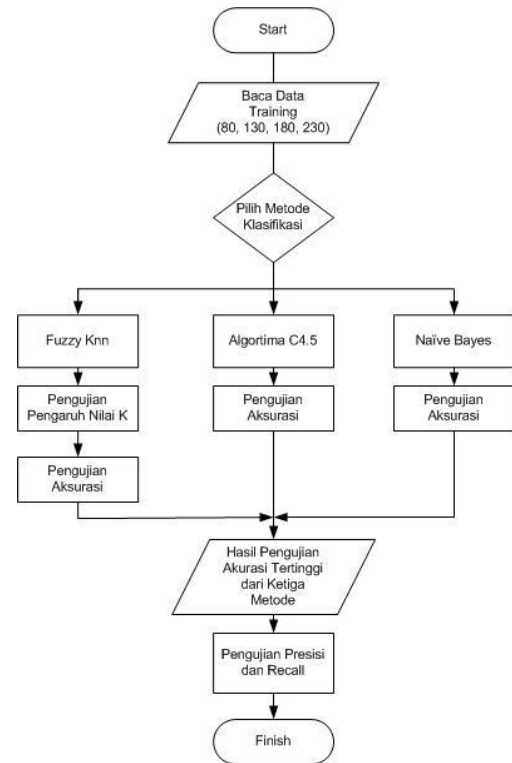 Start
Baca Data
Training
(80, 130, 180, 230)
Pilih Metode
Klasifikasi
Fuzzy Knn
Algortima C4.5
Naïve Bayes
Pengujian
Pengaruh Nilai K
Pengujian
Aksurasi
Pengujian
Aksurasi
Pengujian
Aksurasi
Hasil Pengujian
Akurasi Tertinggi
dari Ketiga
Metode
Pengujian Presisi
dan Recall
Finish